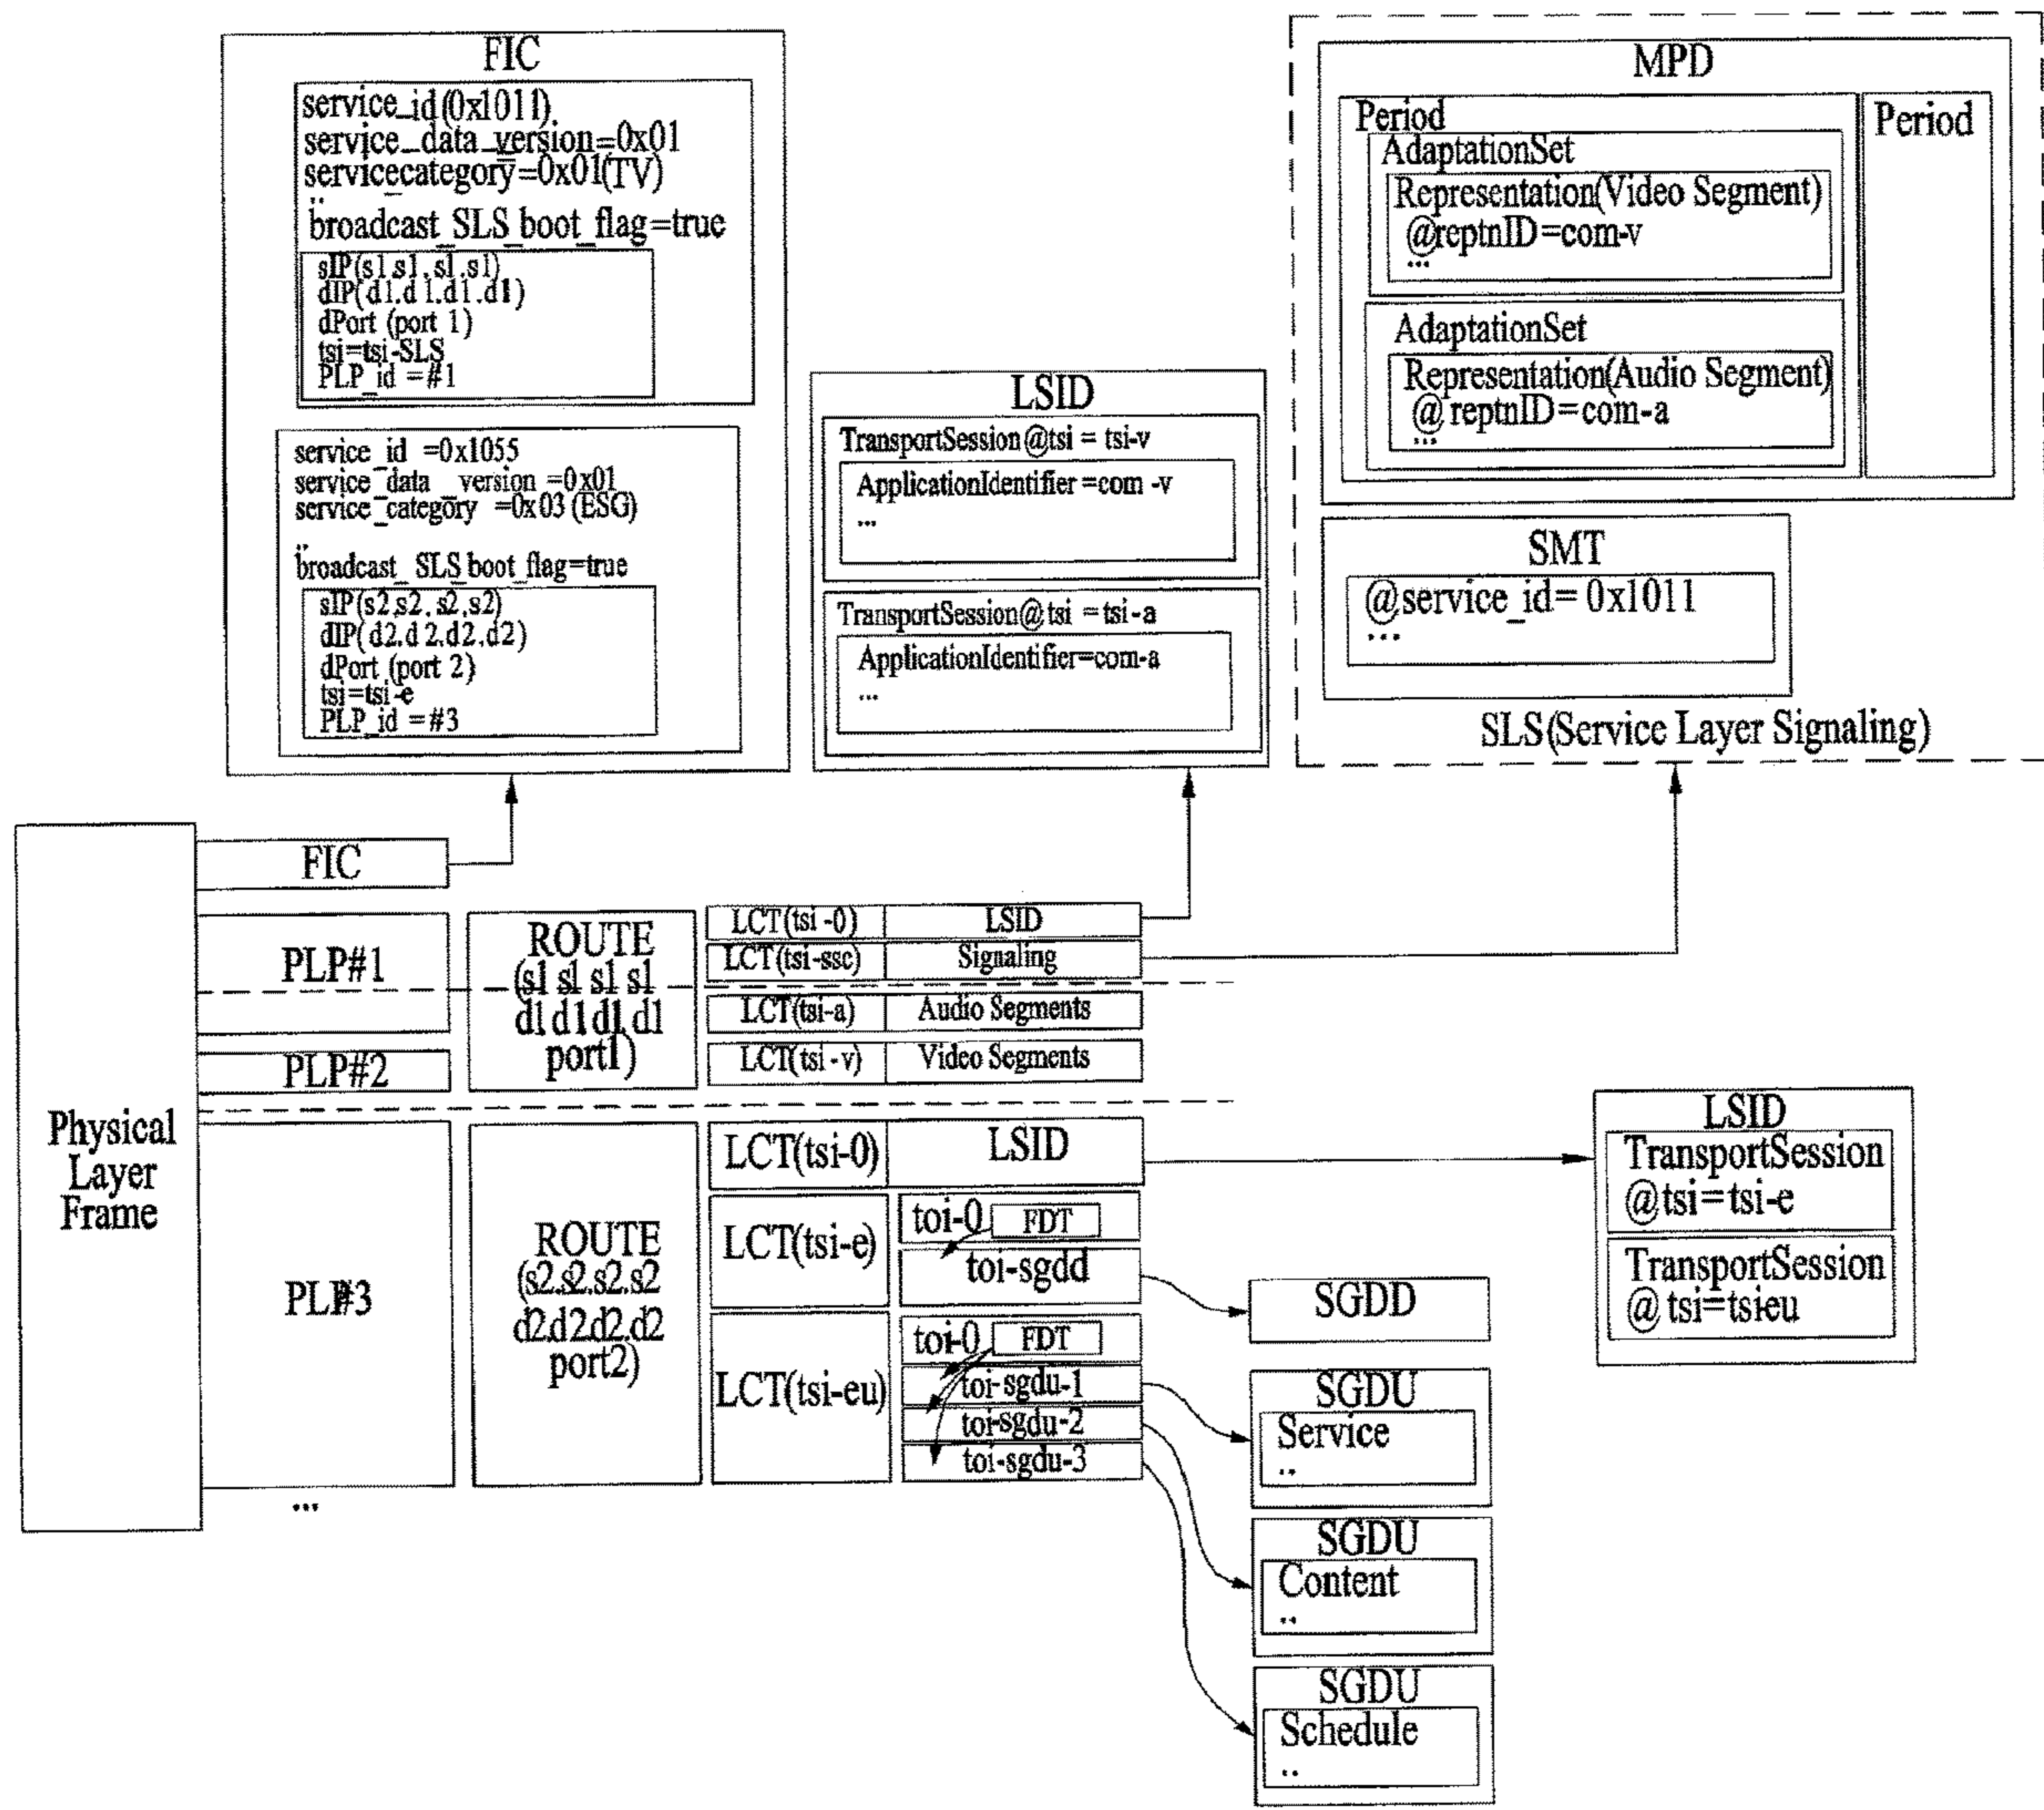 FIC
service_id(0x1011)
service_data_version=0x01
servicecategory=0x01(TV)
..
broadcast_SLS_boot_flag=true
sIP(s1.s1.s1.s1)
dIP(d1.d1.d1.d1)
dPort (port 1)
tsi=tsi-SLS
PLP_id =#1
service_id =0x1055
service_data_version =0x01
service_category =0x03 (ESG)
..
broadcast_SLS_boot_flag=true
sIP(s2.s2.s2.s2)
dIP(d2.d2.d2.d2)
dPort (port 2)
tsi=tsi-e
PLP_id =#3
LSID
TransportSession@tsi = tsi-v
ApplicationIdentifier =com -v
...
TransportSession@tsi = tsi-a
ApplicationIdentifier=com-a
...
MPD
Period
AdaptationSet
Representation(Video Segment)
@reptnID=com-v
...
AdaptationSet
Representation(Audio Segment)
@ reptnID=com-a
...
Period
SMT
@service_id= 0x1011
...
SLS(Service Layer Signaling)
Physical
Layer
Frame
FIC
PLP#1
PLP#2
ROUTE
(s1 s1 s1 s1
d1 d1 d1. d1
port1)
LCT(tsi -0) LSID
LCT(tsi-ssc) Signaling
LCT(tsi-a) Audio Segments
LCT(tsi -v) Video Segments
PLP#3
...
ROUTE
(s2.s2.s2.s2
d2.d2.d2.d2
port2)
LCT(tsi-0) LSID
LCT(tsi-e)
toi-0 FDT
toi-sgdd
LCT(tsi-eu)
toi-0 FDT
toi-sgdu-1
toi-sgdu-2
toi-sgdu-3
LSID
TransportSession
@tsi=tsi-e
TransportSession
@ tsi=tsieu
SGDD
SGDU
Service
..
SGDU
Content
..
SGDU
Schedule
..